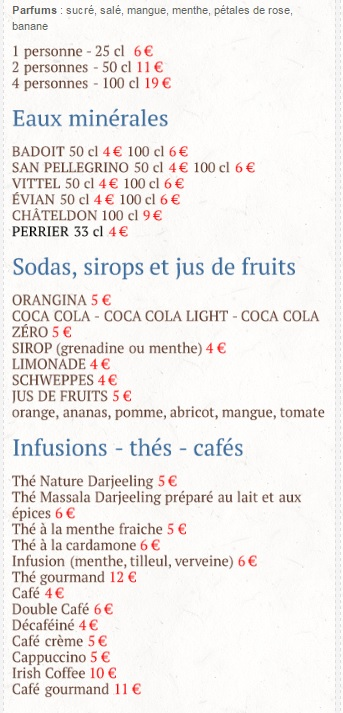 Parfums : sucré, salé, mangue, menthe, pétales de rose,
banane
1 personne - 25 cl 6 €
2 personnes - 50 cl 11 €
4 personnes - 100 cl 19 €
Eaux minérales
BADOIT 50 cl 4 € 100 cl 6 €
SAN PELLEGRINO 50 cl 4 € 100 cl 6 €
VITTEL 50 cl 4 € 100 cl 6 €
ÉVIAN 50 cl 4 € 100 cl 6 €
CHÂTELDON 100 cl 9 €
PERRIER 33 cl 4 €
Sodas, sirops et jus de fruits
ORANGINA 5 €
COCA COLA - COCA COLA LIGHT - COCA COLA
ZÉRO 5 €
SIROP (grenadine ou menthe) 4 €
LIMONADE 4 €
SCHWEPPES 4 €
JUS DE FRUITS 5 €
orange, ananas, pomme, abricot, mangue, tomate
Infusions - thés - cafés
Thé Nature Darjeeling 5 €
Thé Massala Darjeeling préparé au lait et aux
épices 6 €
Thé à la menthe fraiche 5 €
Thé à la cardamone 6 €
Infusion (menthe, tilleul, verveine) 6 €
Thé gourmand 12 €
Café 4 €
Double Café 6 €
Décaféiné 4 €
Café crème 5 €
Cappuccino 5 €
Irish Coffee 10 €
Café gourmand 11 €